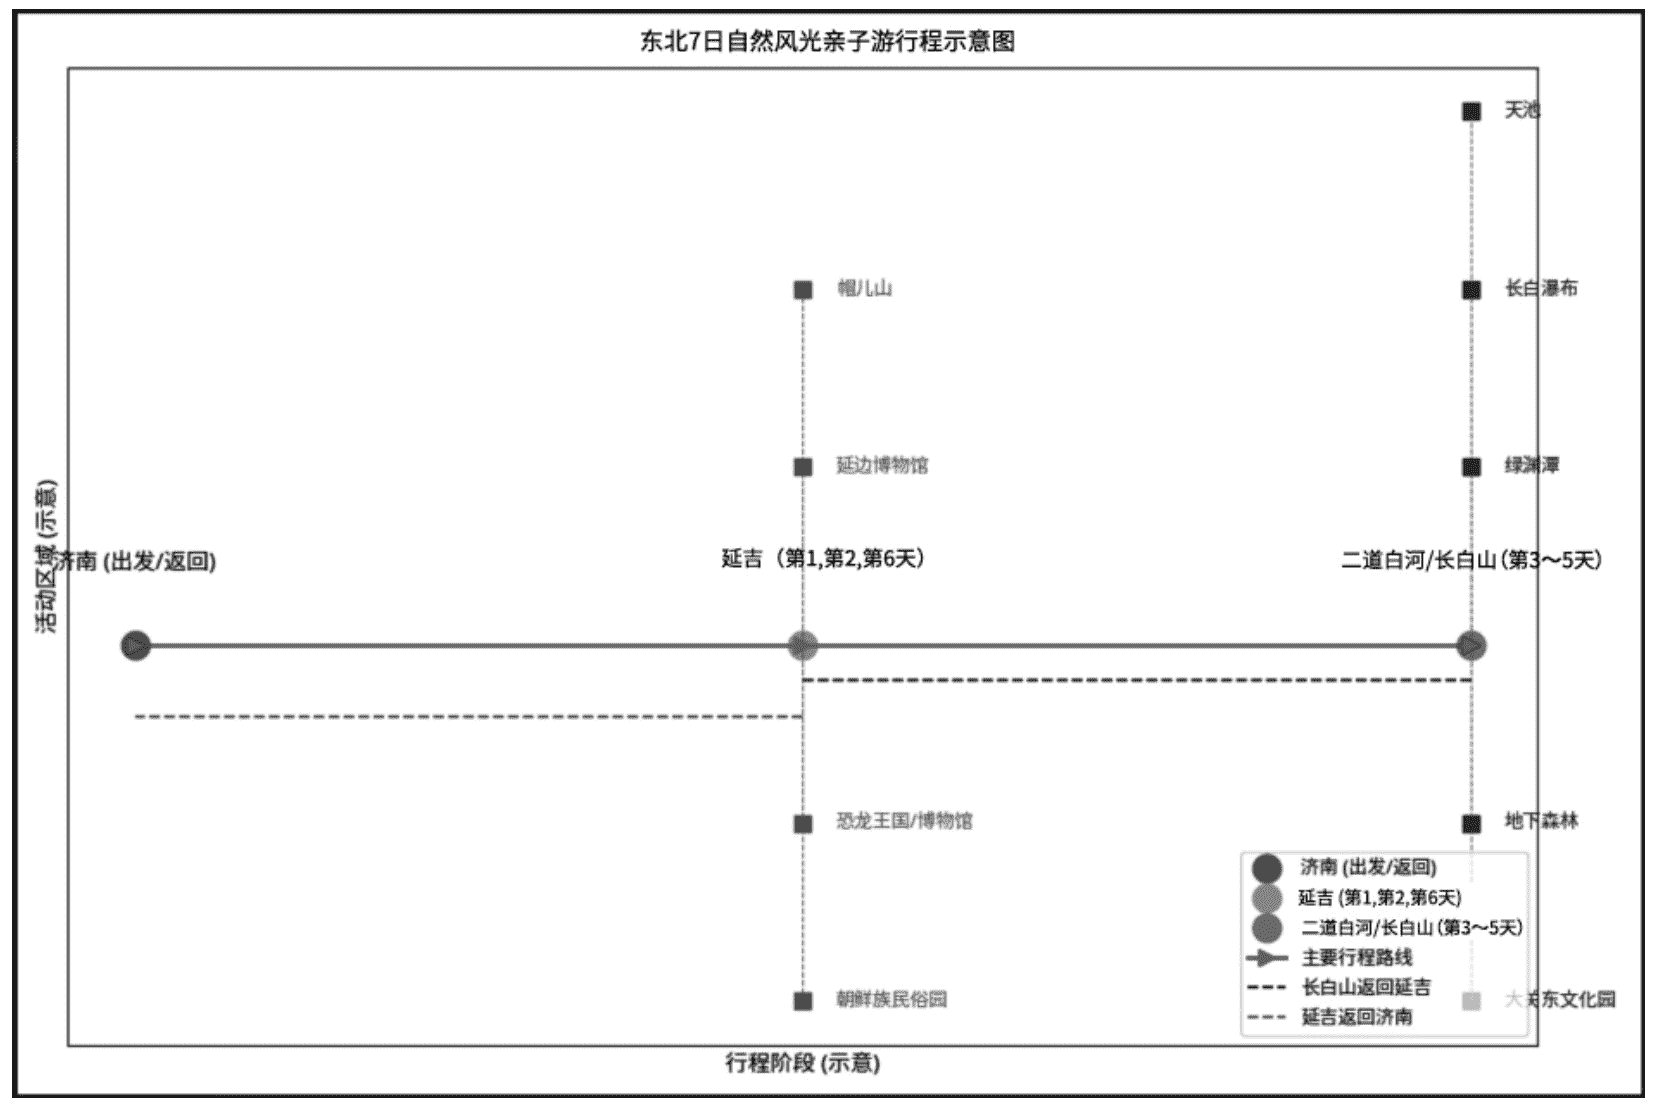 东北7日自然风光亲子游行程示意图
天池
帽儿山
长白瀑布
延边博物馆
绿渊潭
活动区域 (示意)
济南 (出发/返回)
延吉（第1,第2,第6天）
二道白河/长白山（第3～5天）
恐龙王国/博物馆
地下森林
济南 (出发/返回)
延吉 (第1,第2,第6天)
二道白河/长白山（第3～5天）
主要行程路线
长白山返回延吉
延吉返回济南
朝鲜族民俗园
大关东文化园
行程阶段 (示意)